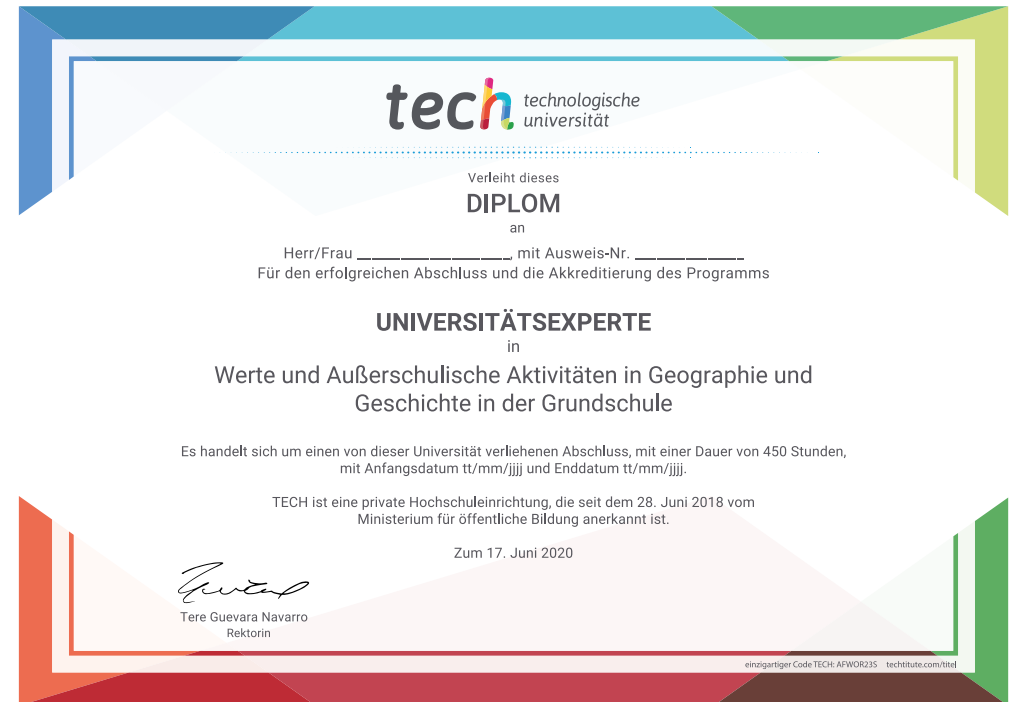 tech technologische
universität
Verleiht dieses
DIPLOM
an
Herr/Frau ____________________, mit Ausweis-Nr. ______________
Für den erfolgreichen Abschluss und die Akkreditierung des Programms
UNIVERSITÄTSEXPERTE
in
Werte und Außerschulische Aktivitäten in Geographie und
Geschichte in der Grundschule
Es handelt sich um einen von dieser Universität verliehenen Abschluss, mit einer Dauer von 450 Stunden,
mit Anfangsdatum tt/mm/jjjj und Enddatum tt/mm/jjjj.
TECH ist eine private Hochschuleinrichtung, die seit dem 28. Juni 2018 vom
Ministerium für öffentliche Bildung anerkannt ist.
Zum 17. Juni 2020
Tere Guevara Navarro
Rektorin
einzigartiger Code TECH: AFWOR23S techtitute.com/titel